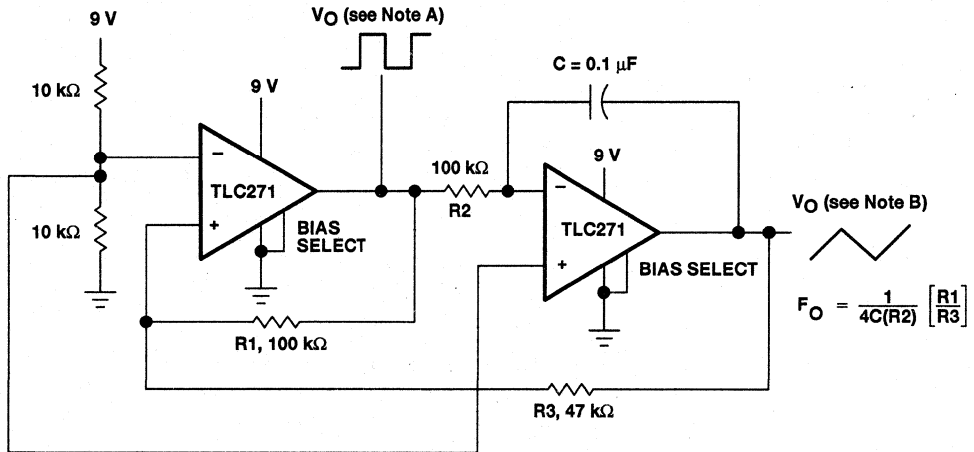 9 V
VO (see Note A)
10 kΩ
9 V
C = 0.1 μF
−
TLC271
+
BIAS
SELECT
10 kΩ
100 kΩ
R2
9 V
−
TLC271
+
BIAS SELECT
VO (see Note B)
FO = 1/4C(R2) [R1/R3]
R1, 100 kΩ
R3, 47 kΩ